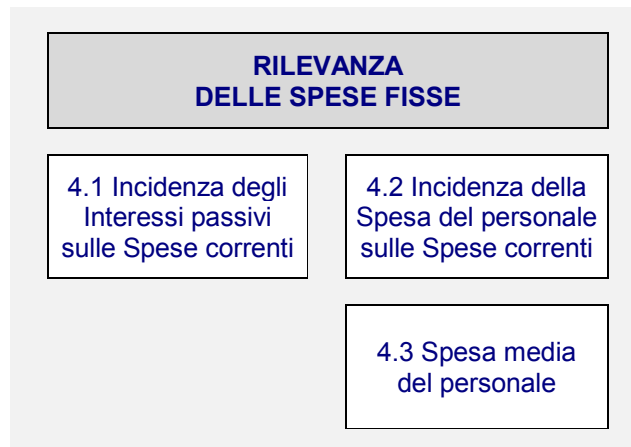 RILEVANZA
DELLE SPESE FISSE
4.1 Incidenza degli
Interessi passivi
sulle Spese correnti
4.2 Incidenza della
Spesa del personale
sulle Spese correnti
4.3 Spesa media
del personale